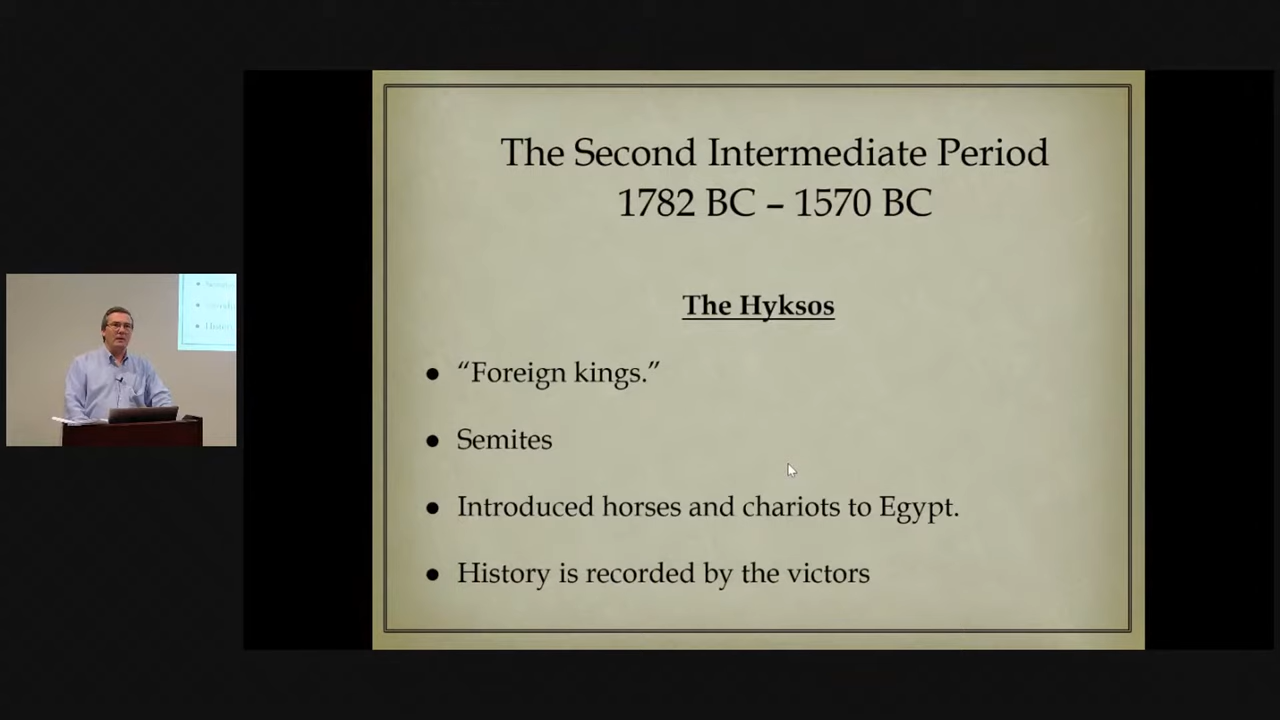 The Second Intermediate Period
1782 BC – 1570 BC
The Hyksos
● “Foreign kings.”
● Semites
● Introduced horses and chariots to Egypt.
● History is recorded by the victors